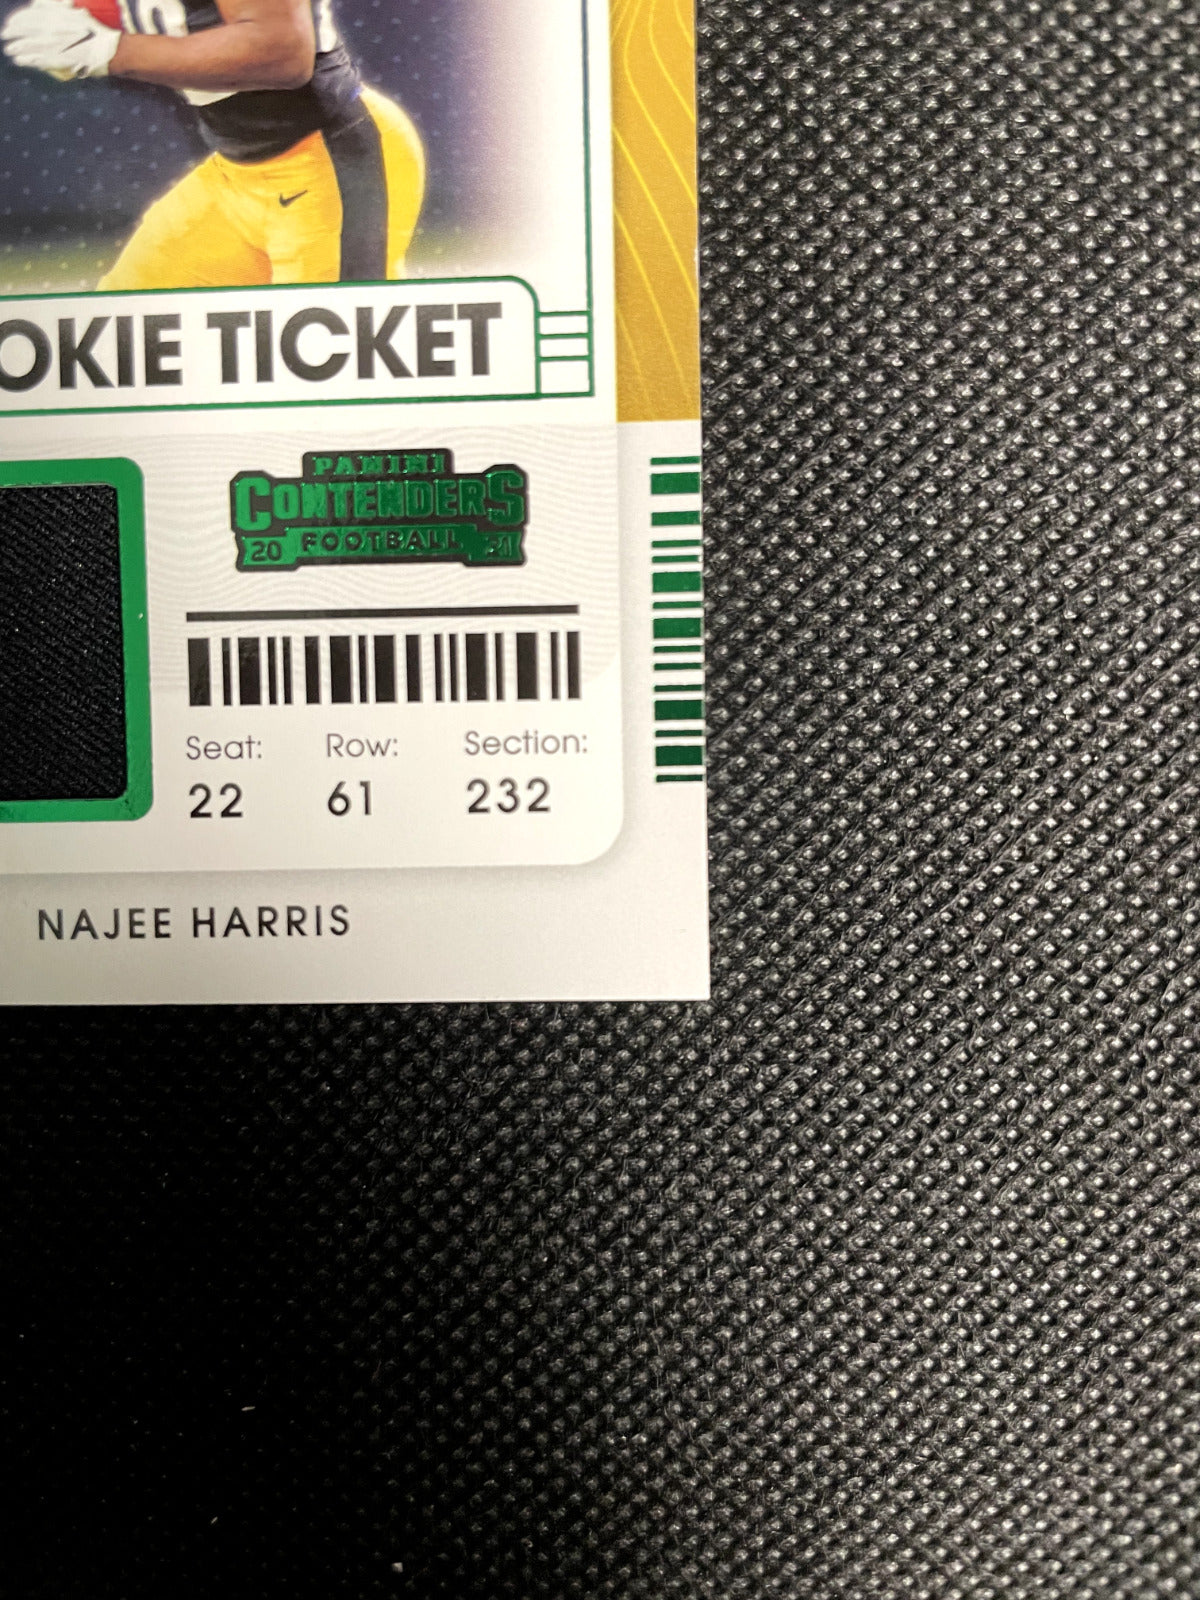 OKIE TICKET
PANINI
CONTENDERS
20 FOOTBALL 21
Seat: Row: Section:
22 61 232
NAJEE HARRIS